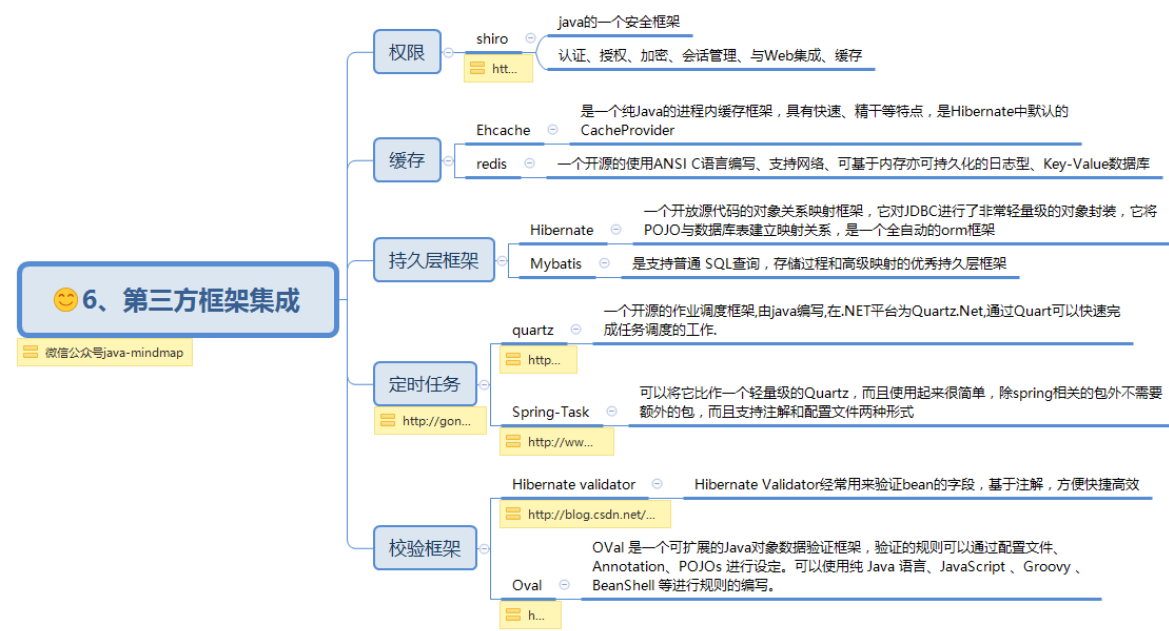 6、第三方框架集成
微信公众号java-mindmap
权限
shiro
htt...
java的一个安全框架
认证、授权、加密、会话管理、与Web集成、缓存
缓存
Ehcache
是一个纯Java的进程内缓存框架，具有快速、精干等特点，是Hibernate中默认的
CacheProvider
redis
一个开源的使用ANSI C语言编写、支持网络、可基于内存亦可持久化的日志型、Key-Value数据库
持久层框架
Hibernate
一个开放源代码的对象关系映射框架，它对JDBC进行了非常轻量级的对象封装，它将
POJO与数据库表建立映射关系，是一个全自动的orm框架
Mybatis
是支持普通 SQL查询，存储过程和高级映射的优秀持久层框架
定时任务
http://gon...
quartz
http...
一个开源的作业调度框架,由java编写,在.NET平台为Quartz.Net,通过Quart可以快速完
成任务调度的工作.
Spring-Task
http://ww...
可以将它比作一个轻量级的Quartz，而且使用起来很简单，除spring相关的包外不需要
额外的包，而且支持注解和配置文件两种形式
校验框架
Hibernate validator
http://blog.csdn.net/...
Hibernate Validator经常用来验证bean的字段，基于注解，方便快捷高效
Oval
h...
OVal 是一个可扩展的Java对象数据验证框架，验证的规则可以通过配置文件、
Annotation、POJOs 进行设定。可以使用纯 Java 语言、JavaScript 、Groovy 、
BeanShell 等进行规则的编写。